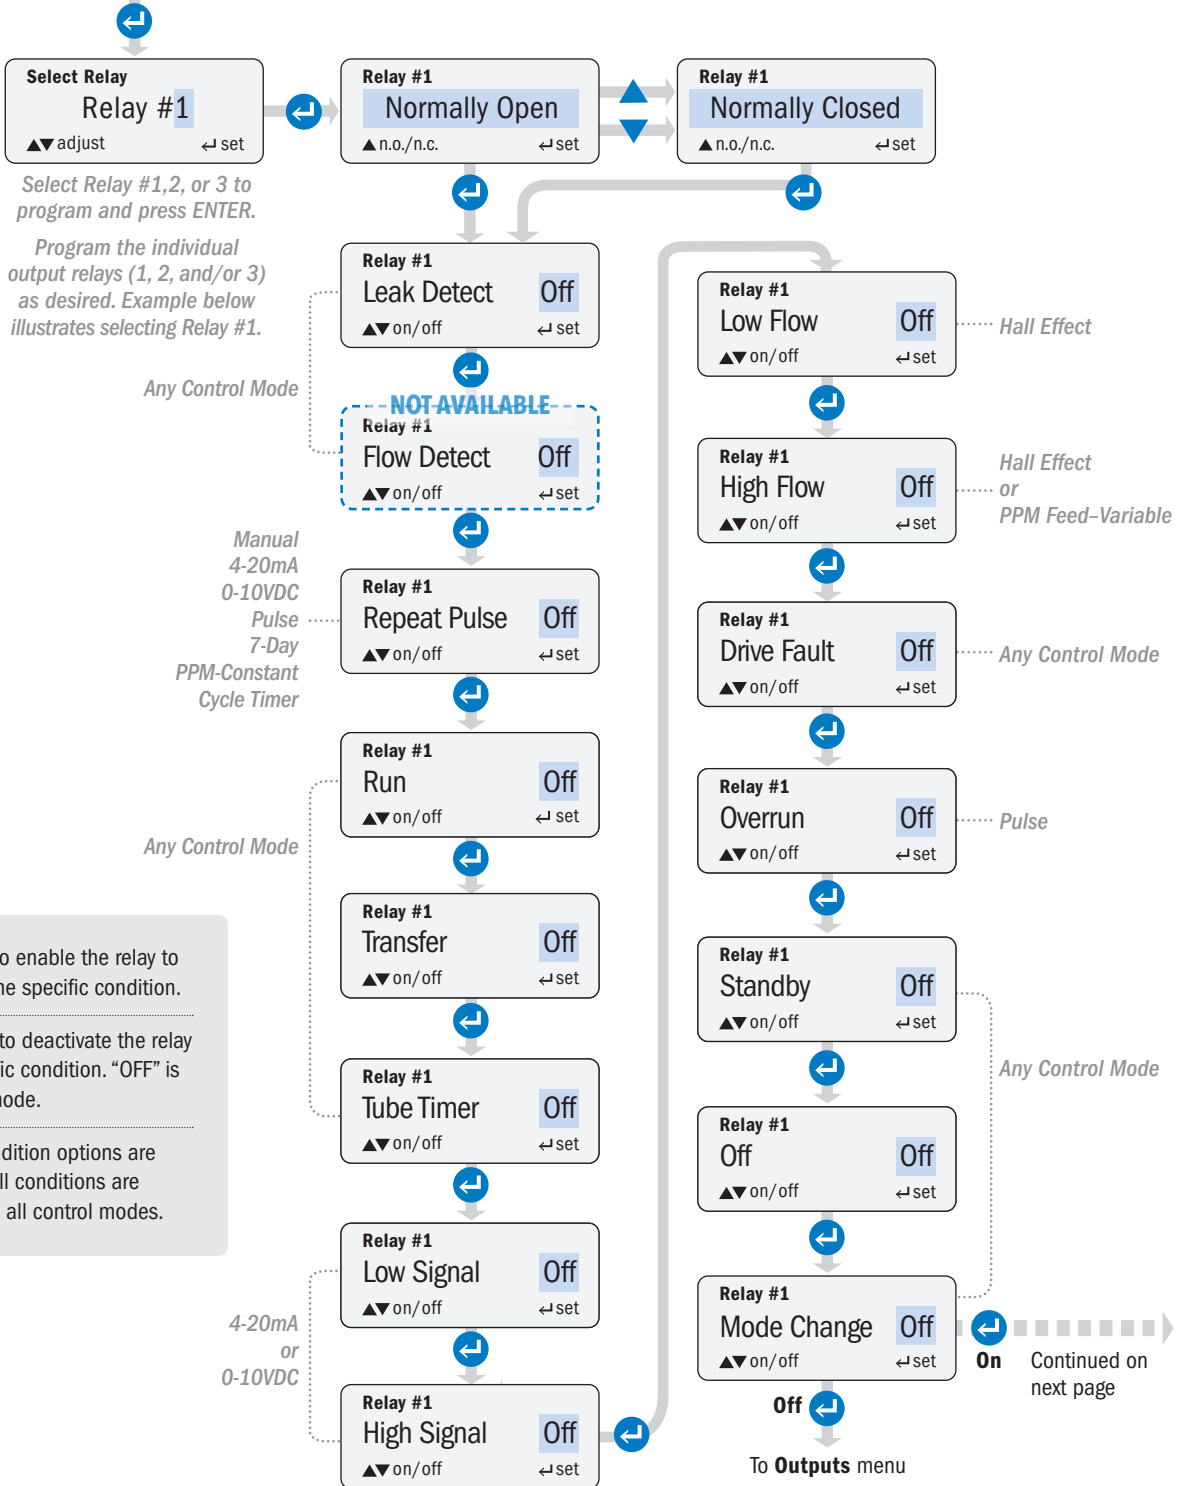 Select Relay
Relay #1
▲▼ adjust
↵ set
Select Relay #1,2, or 3 to
program and press ENTER.
Program the individual
output relays (1, 2, and/or 3)
as desired. Example below
illustrates selecting Relay #1.
Relay #1
Normally Open
▲ n.o./n.c.
↵ set
Relay #1
Normally Closed
▲ n.o./n.c.
↵ set
Relay #1
Leak Detect Off
▲▼ on/off
↵ set
Any Control Mode
NOT AVAILABLE
Relay #1
Flow Detect Off
▲▼ on/off
↵ set
Manual
4-20mA
0-10VDC
Pulse
7-Day
PPM-Constant
Cycle Timer
Relay #1
Repeat Pulse Off
▲▼ on/off
↵ set
Relay #1
Run Off
▲▼ on/off
↵ set
Any Control Mode
Relay #1
Transfer Off
▲▼ on/off
↵ set
Relay #1
Tube Timer Off
▲▼ on/off
↵ set
o enable the relay to
ne specific condition.
to deactivate the relay
fic condition. “OFF” is
node.
ndition options are
ll conditions are
all control modes.
Relay #1
Low Signal Off
▲▼ on/off
↵ set
4-20mA
or
0-10VDC
Relay #1
High Signal Off
▲▼ on/off
↵ set
Relay #1
Low Flow Off
▲▼ on/off
↵ set
Hall Effect
Relay #1
High Flow Off
▲▼ on/off
↵ set
Hall Effect
or
PPM Feed–Variable
Relay #1
Drive Fault Off
▲▼ on/off
↵ set
Any Control Mode
Relay #1
Overrun Off
▲▼ on/off
↵ set
Pulse
Relay #1
Standby Off
▲▼ on/off
↵ set
Any Control Mode
Relay #1
Off Off
▲▼ on/off
↵ set
Relay #1
Mode Change Off
▲▼ on/off
↵ set
On
Continued on
next page
Off
To Outputs menu